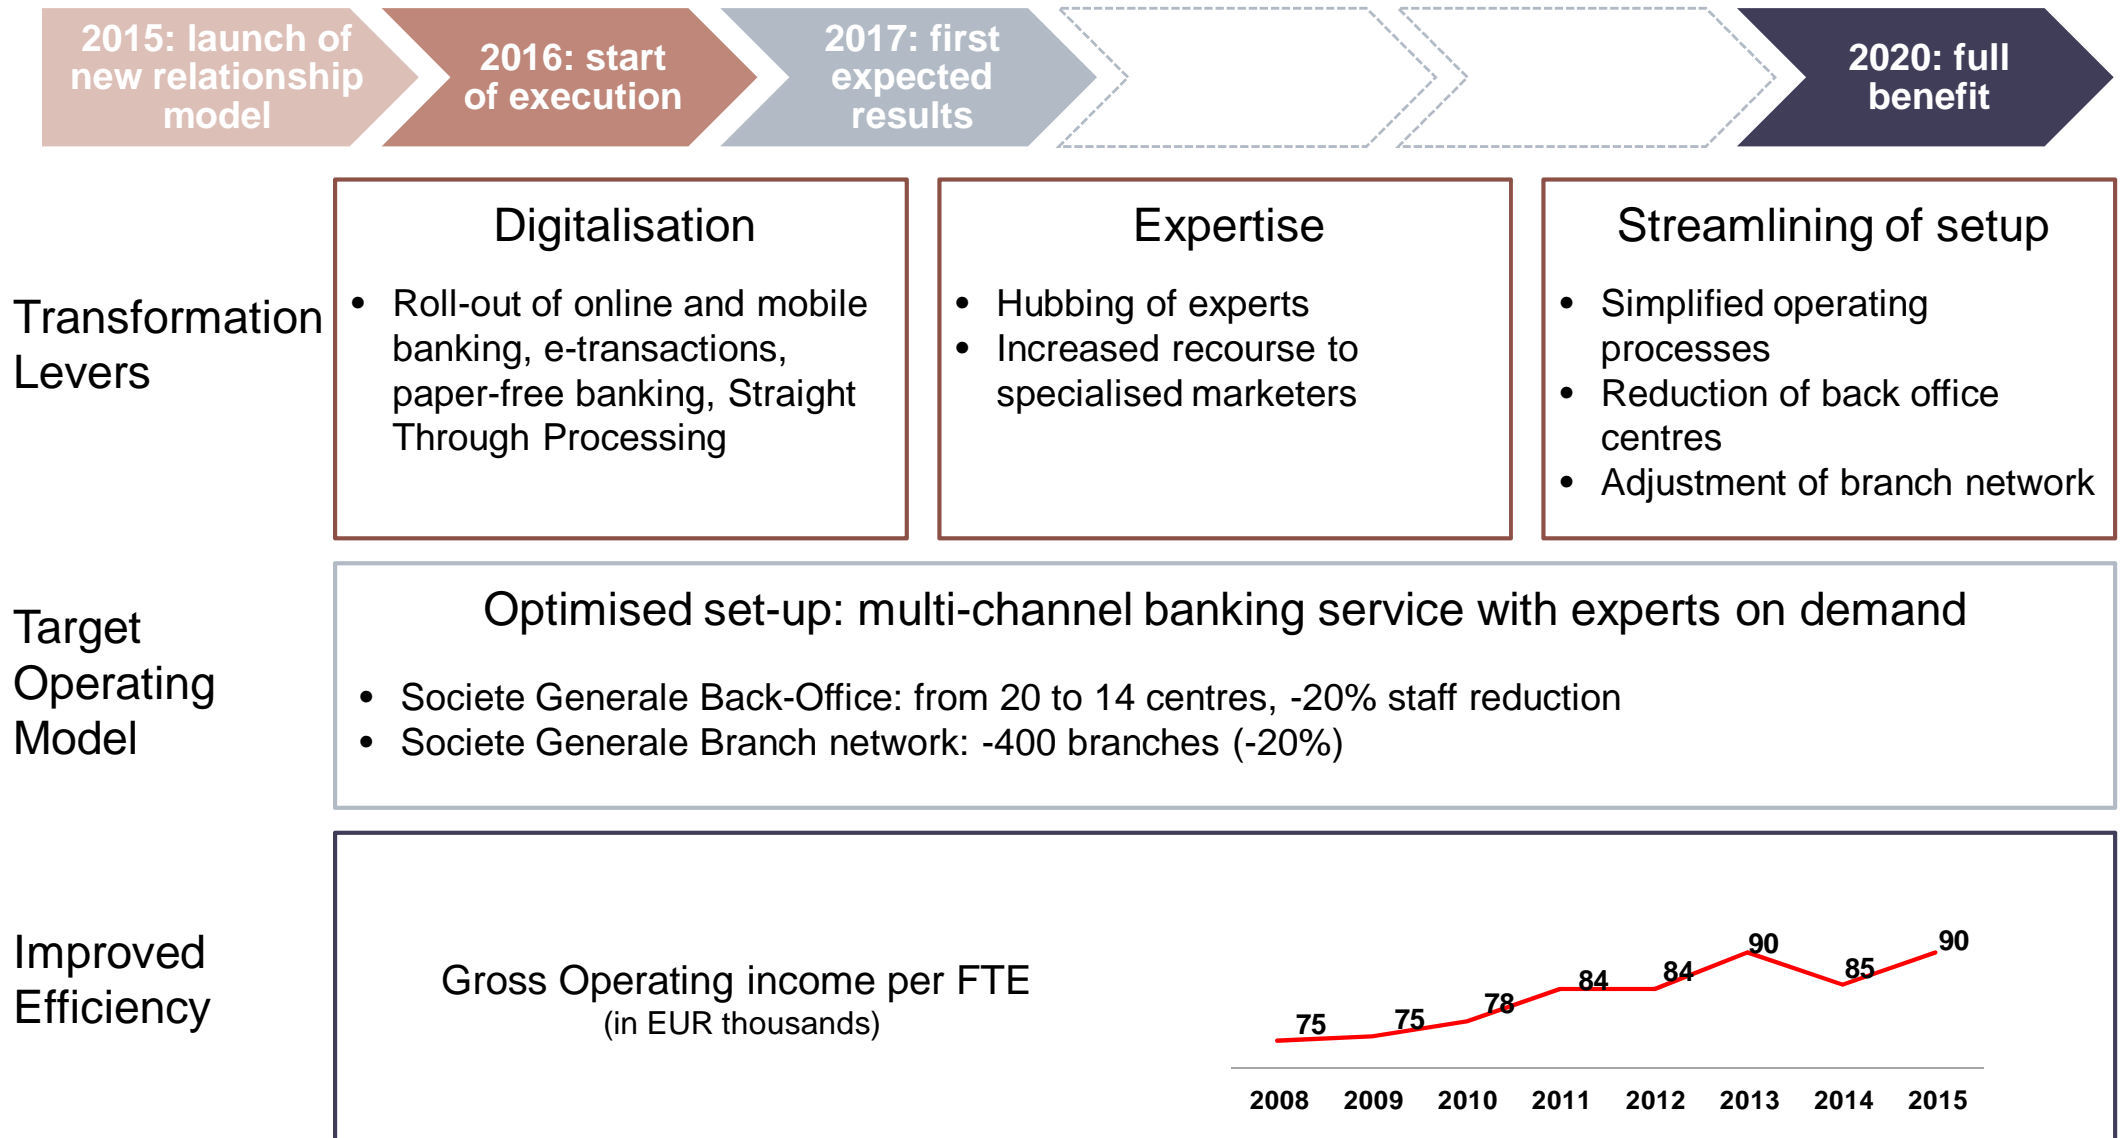 2015: launch of
new relationship
model
2016: start
of execution
2017: first
expected
results
2020: full
benefit
Transformation
Levers
Digitalisation
• Roll-out of online and mobile
banking, e-transactions,
paper-free banking, Straight
Through Processing
Expertise
• Hubbing of experts
• Increased recourse to
specialised marketers
Streamlining of setup
• Simplified operating
processes
• Reduction of back office
centres
• Adjustment of branch network
Target
Operating
Model
Optimised set-up: multi-channel banking service with experts on demand
• Societe Generale Back-Office: from 20 to 14 centres, -20% staff reduction
• Societe Generale Branch network: -400 branches (-20%)
Improved
Efficiency
Gross Operating income per FTE
(in EUR thousands)
75 75 78 84 84 90 85 90
2008 2009 2010 2011 2012 2013 2014 2015